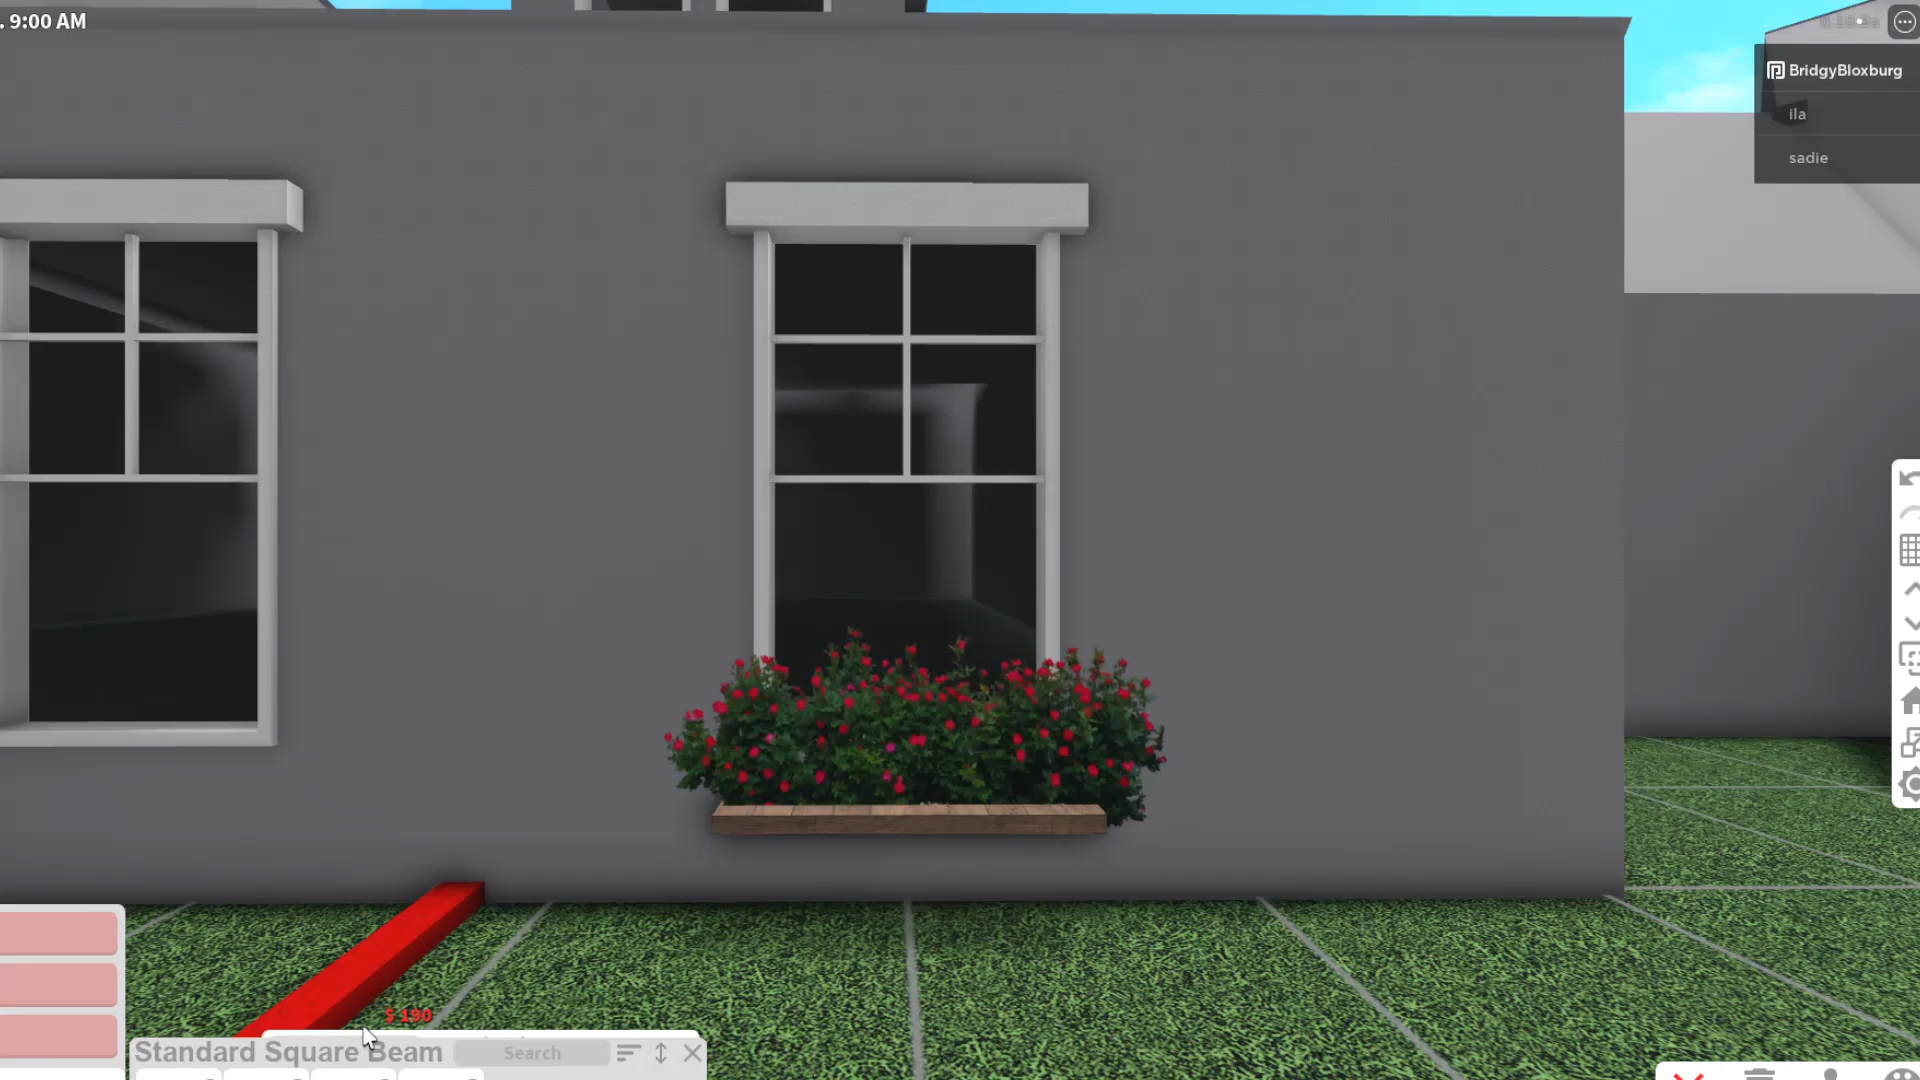 . 9:00 AM
BridgyBloxburg
ila
sadie
$ 190
Standard Square Beam
Search